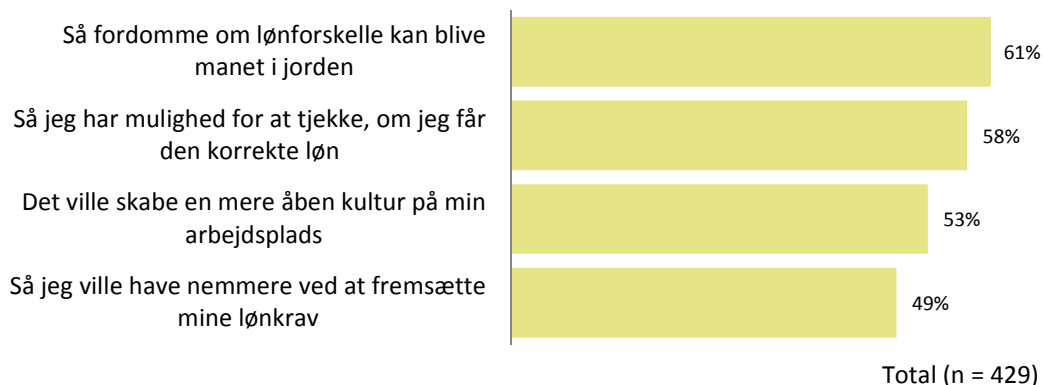 Så fordomme om lønforskelle kan blive
manet i jorden
61%
Så jeg har mulighed for at tjekke, om jeg får
den korrekte løn
58%
Det ville skabe en mere åben kultur på min
arbejdsplads
53%
Så jeg ville have nemmere ved at fremsætte
mine lønkrav
49%
Total (n = 429)